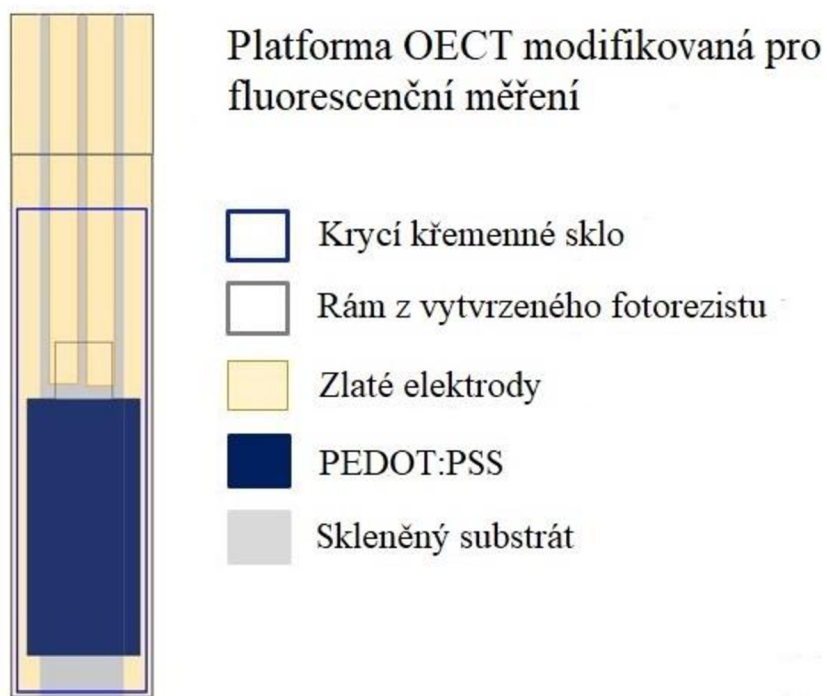 Platforma OECT modifikovaná pro
fluorescenční měření
Krycí křemenné sklo
Rám z vytvrzeného fotorezistu
Zlaté elektrody
PEDOT:PSS
Skleněný substrát